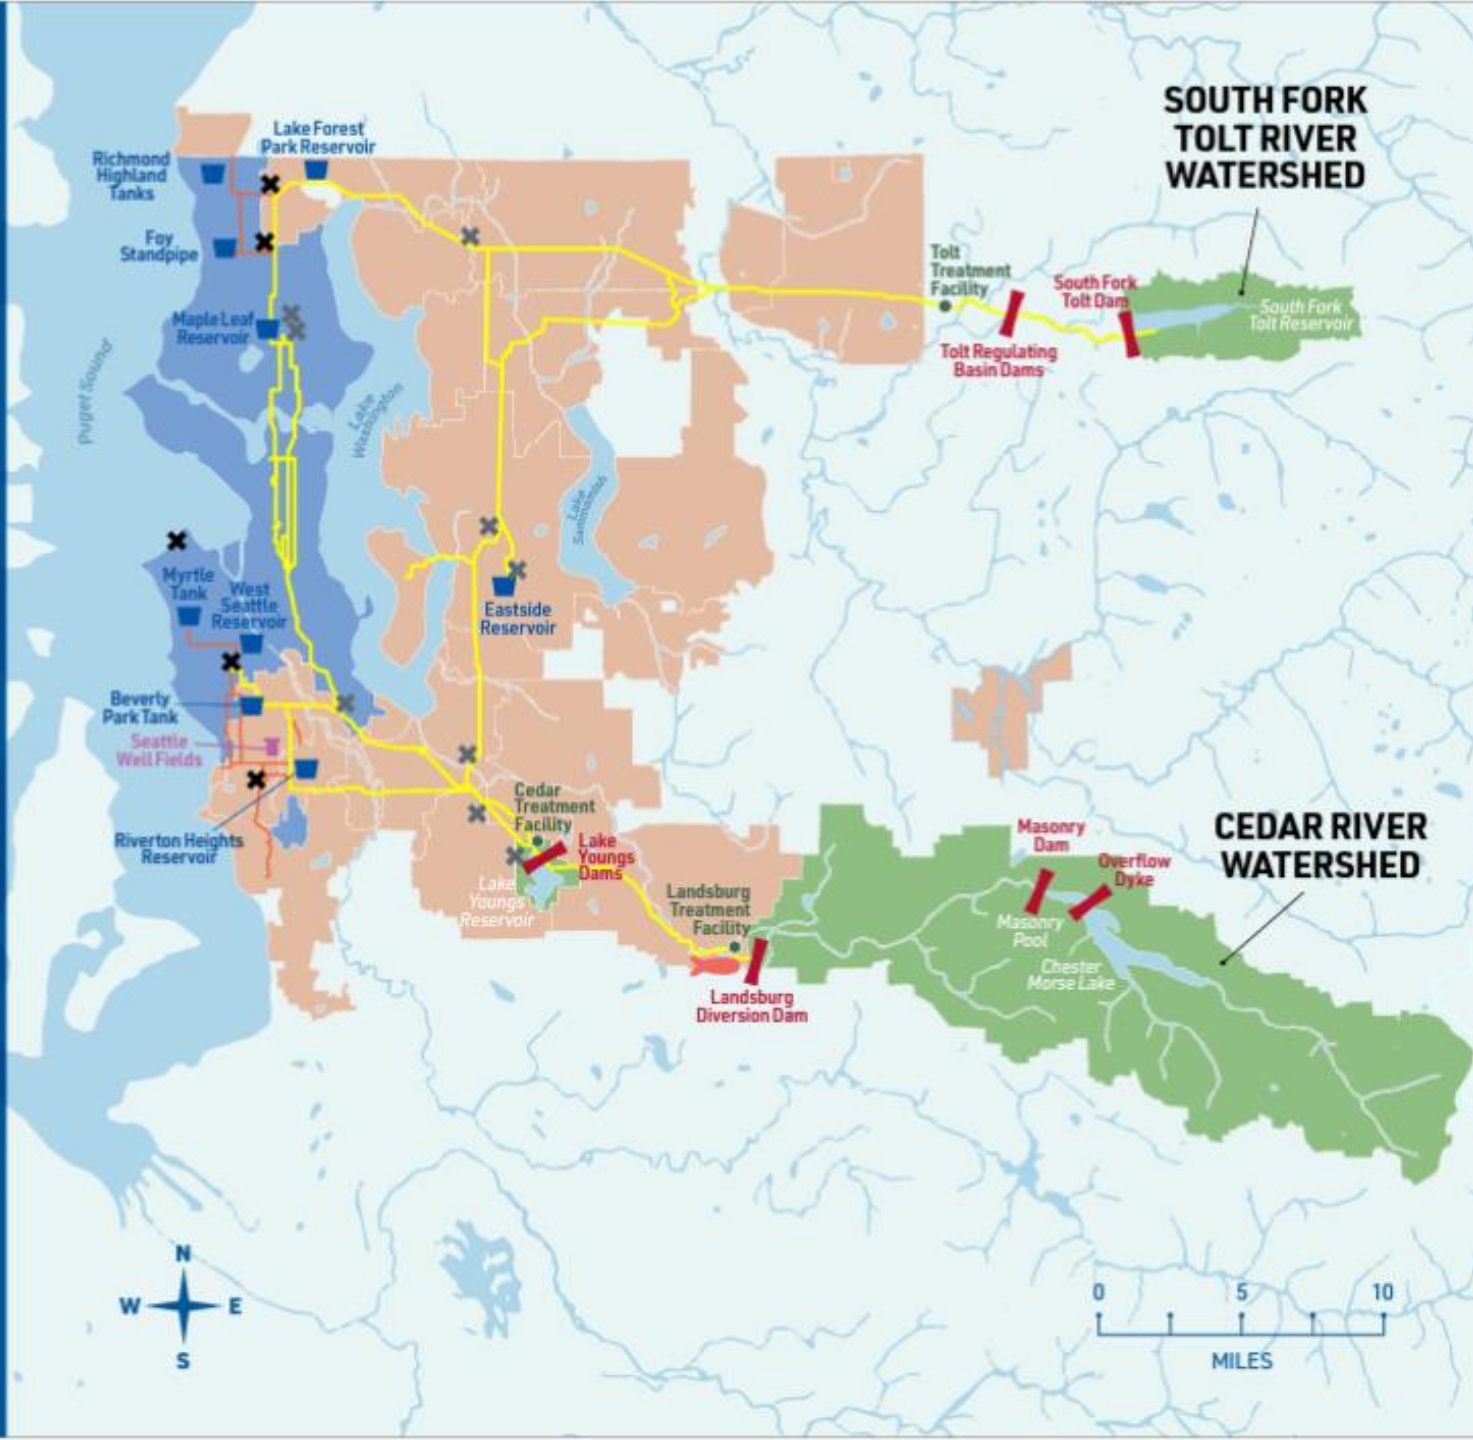 SOUTH FORK
TOLT RIVER
WATERSHED
Lake Forest
Park Reservoir
Richmond
Highland
Tanks
Foy
Standpipe
Tolt
Treatment
Facility
South Fork
Tolt Dam
South Fork
Tolt Reservoir
Maple Leaf
Reservoir
Tolt Regulating
Basin Dams
Puget Sound
Lake
Washington
Lake
Sammamish
Myrtle
Tank
West
Seattle
Reservoir
Eastside
Reservoir
Beverly
Park Tank
Seattle
Well Fields
Cedar
Treatment
Facility
Riverton Heights
Reservoir
Lake
Youngs
Dams
Lake
Youngs
Reservoir
Landsburg
Treatment
Facility
Landsburg
Diversion Dam
Masonry
Dam
Overflow
Dyke
Masonry
Pool
Chester
Morse Lake
CEDAR RIVER
WATERSHED
N
W E
S
0 5 10
MILES